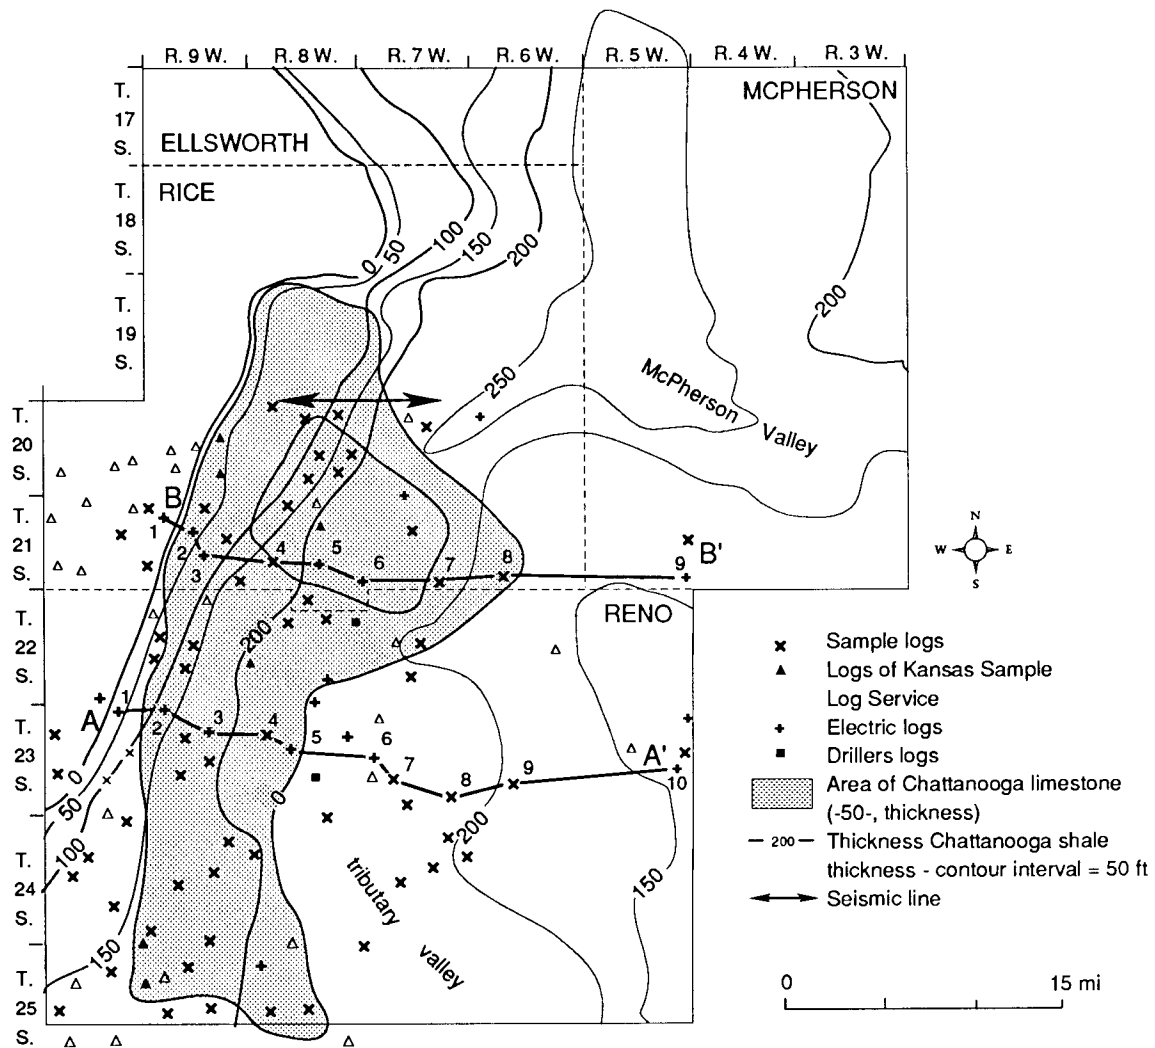 R. 9 W. R. 8 W. R. 7 W. R. 6 W. R. 5 W. R. 4 W. R. 3 W.
T.
17
S.
MCPHERSON
ELLSWORTH
RICE
T.
18
S.
0
50
100
150
200
T.
19
S.
200
McPherson
Valley
250
T.
20
S.
B
T.
21
S.
1
2
3
4
5
6
7
8
9
B'
N
W E
S
RENO
T.
22
S.
200
A
1
2
3
4
5
6
7
8
9
10
A'
T.
23
S.
0
50
100
0
200
T.
24
S.
150
tributary
valley
150
T.
25
S.
Sample logs
Logs of Kansas Sample
Log Service
Electric logs
Drillers logs
Area of Chattanooga limestone
(-50-, thickness)
200 Thickness Chattanooga shale
thickness - contour interval = 50 ft
Seismic line
0 15 mi